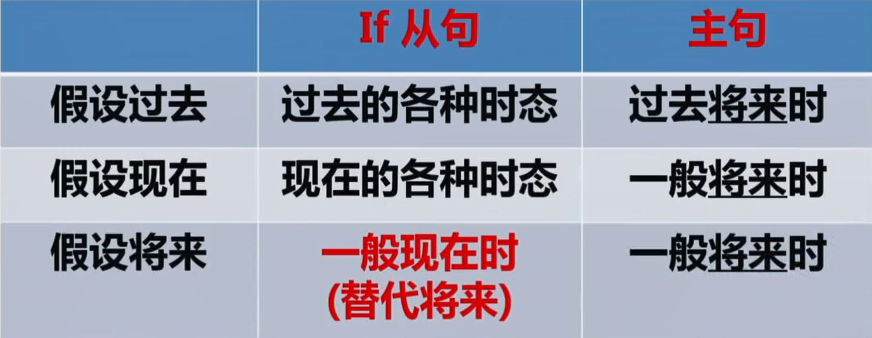 If 从句 主句
假设过去 过去的各种时态 过去将来时
假设现在 现在的各种时态 一般将来时
假设将来 一般现在时 一般将来时
(替代将来)